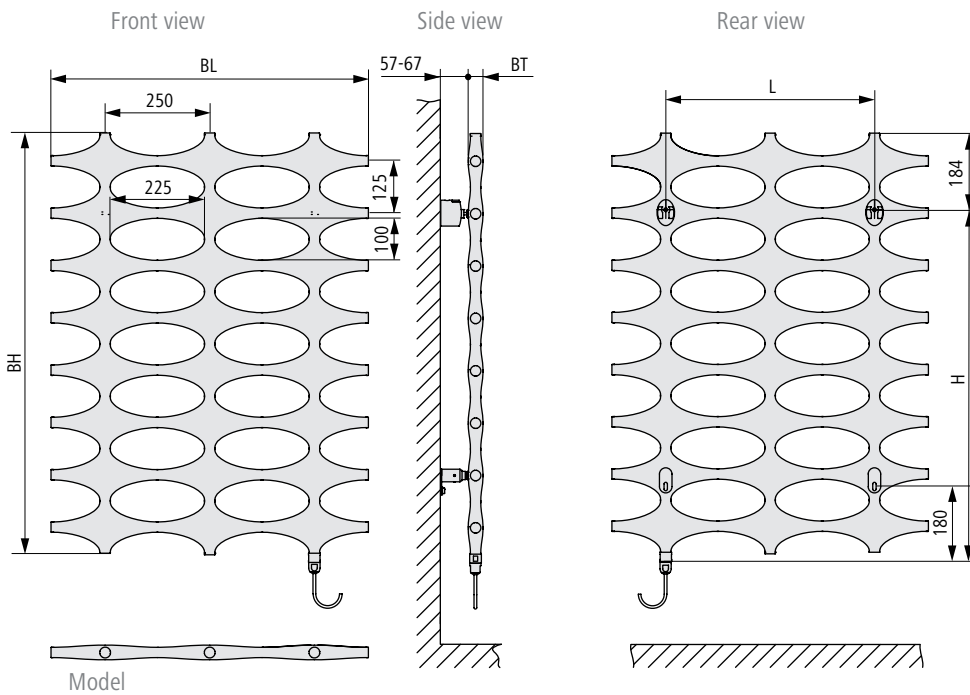 Front view
Side view
Rear view
BL
57-67
BT
L
250
225
125
100
184
BH
H
180
Model